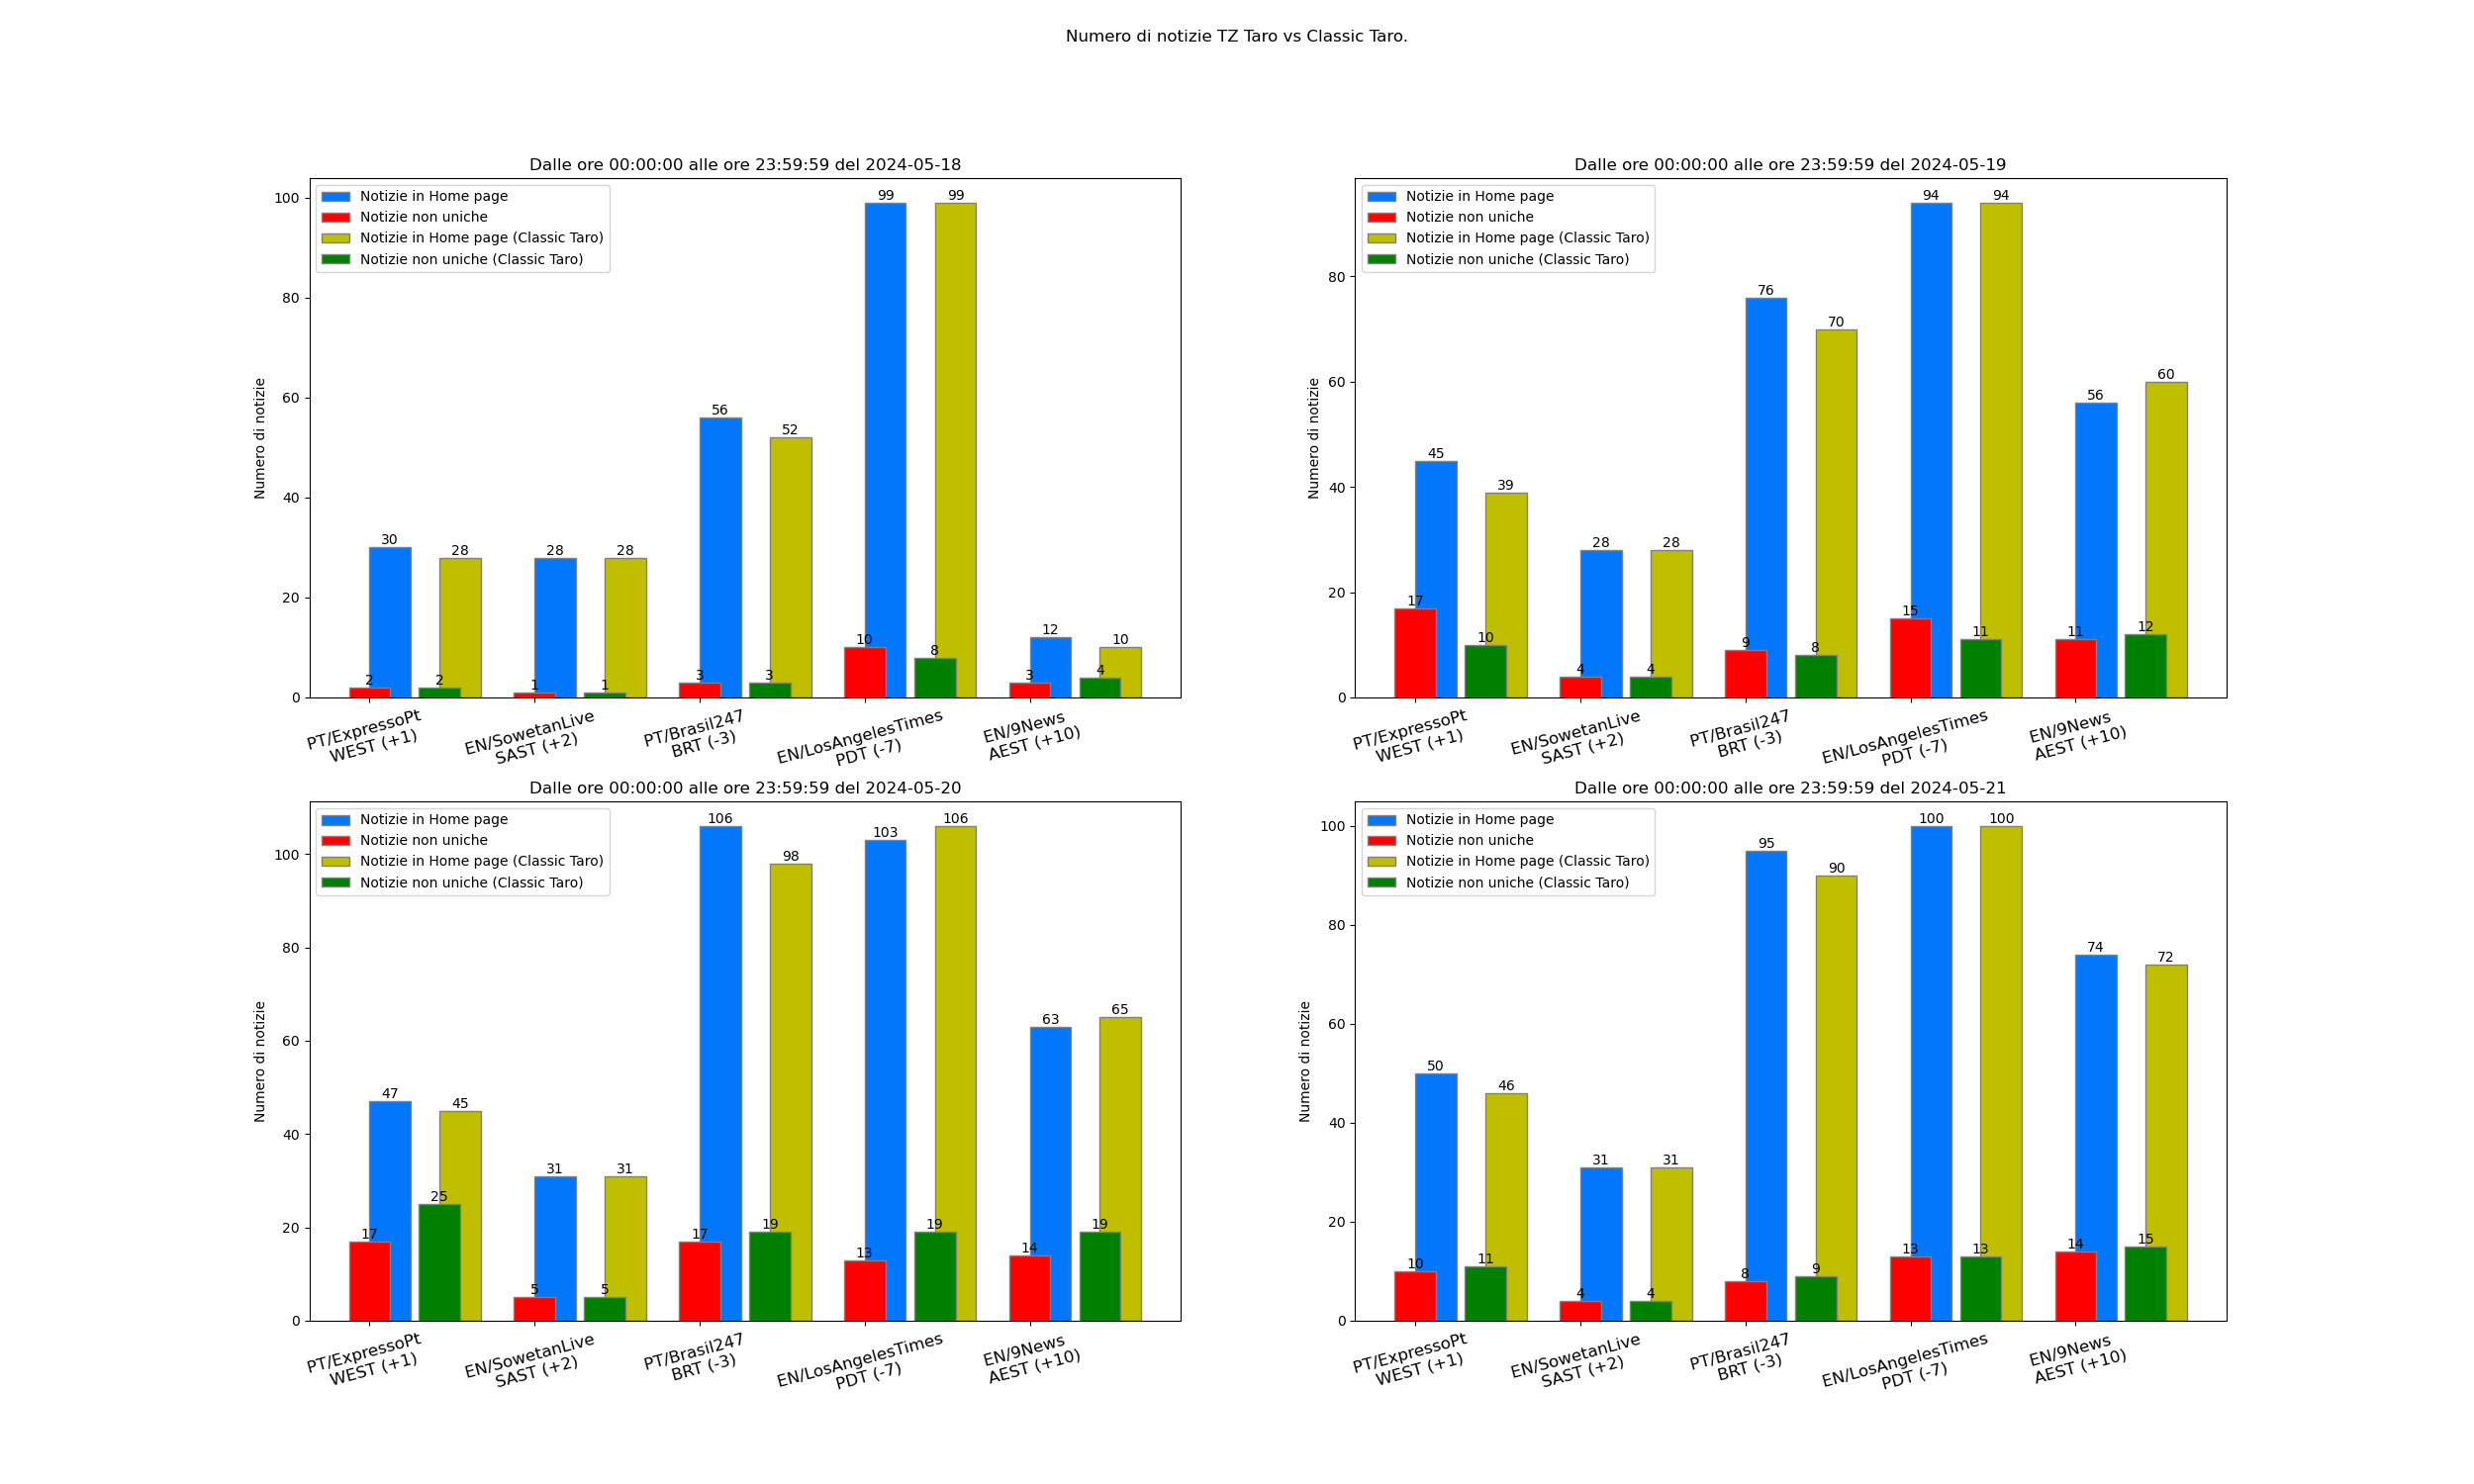 Numero di notizie TZ Taro vs Classic Taro.
Dalle ore 00:00:00 alle ore 23:59:59 del 2024-05-18
Notizie in Home page
Notizie non uniche
Notizie in Home page (Classic Taro)
Notizie non uniche (Classic Taro)
Numero di notizie
100
80
60
40
20
0
2
30
2
28
1
28
1
28
3
56
3
52
10
99
8
99
3
12
4
10
PT/ExpressoPt
WEST (+1)
EN/SowetanLive
SAST (+2)
PT/Brasil247
BRT (-3)
EN/LosAngelesTimes
PDT (-7)
EN/9News
AEST (+10)
Dalle ore 00:00:00 alle ore 23:59:59 del 2024-05-19
Notizie in Home page
Notizie non uniche
Notizie in Home page (Classic Taro)
Notizie non uniche (Classic Taro)
Numero di notizie
80
60
40
20
0
17
45
10
39
4
28
4
28
9
76
8
70
15
94
11
94
11
56
12
60
PT/ExpressoPt
WEST (+1)
EN/SowetanLive
SAST (+2)
PT/Brasil247
BRT (-3)
EN/LosAngelesTimes
PDT (-7)
EN/9News
AEST (+10)
Dalle ore 00:00:00 alle ore 23:59:59 del 2024-05-20
Notizie in Home page
Notizie non uniche
Notizie in Home page (Classic Taro)
Notizie non uniche (Classic Taro)
Numero di notizie
100
80
60
40
20
0
17
47
25
45
5
31
5
31
17
106
19
98
13
103
19
106
14
63
19
65
PT/ExpressoPt
WEST (+1)
EN/SowetanLive
SAST (+2)
PT/Brasil247
BRT (-3)
EN/LosAngelesTimes
PDT (-7)
EN/9News
AEST (+10)
Dalle ore 00:00:00 alle ore 23:59:59 del 2024-05-21
Notizie in Home page
Notizie non uniche
Notizie in Home page (Classic Taro)
Notizie non uniche (Classic Taro)
Numero di notizie
100
80
60
40
20
0
10
50
11
46
4
31
4
31
8
95
9
90
13
100
13
100
14
74
15
72
PT/ExpressoPt
WEST (+1)
EN/SowetanLive
SAST (+2)
PT/Brasil247
BRT (-3)
EN/LosAngelesTimes
PDT (-7)
EN/9News
AEST (+10)